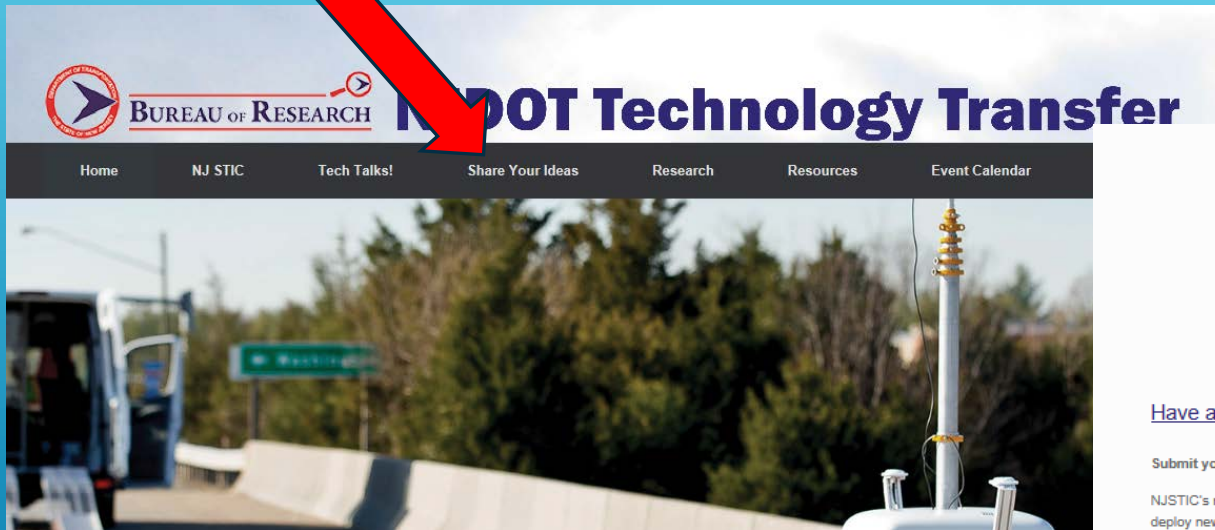 BUREAU OF RESEARCH
DOT Technology Transfer
Home NJ STIC Tech Talks! Share Your Ideas Research Resources Event Calendar
Have a
Submit yo
NJSTIC's
deploy new